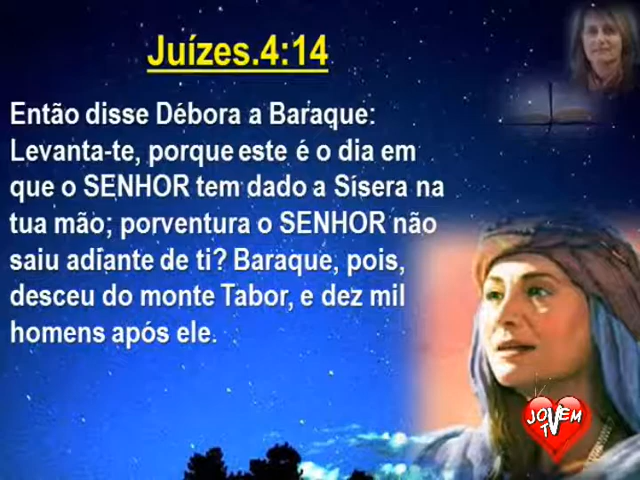 Juízes.4:14
Então disse Débora a Baraque:
Levanta-te, porque este é o dia em
que o SENHOR tem dado a Sísera na
tua mão; porventura o SENHOR não
saiu adiante de ti? Baraque, pois,
desceu do monte Tabor, e dez mil
homens após ele.
JOVEM
TV